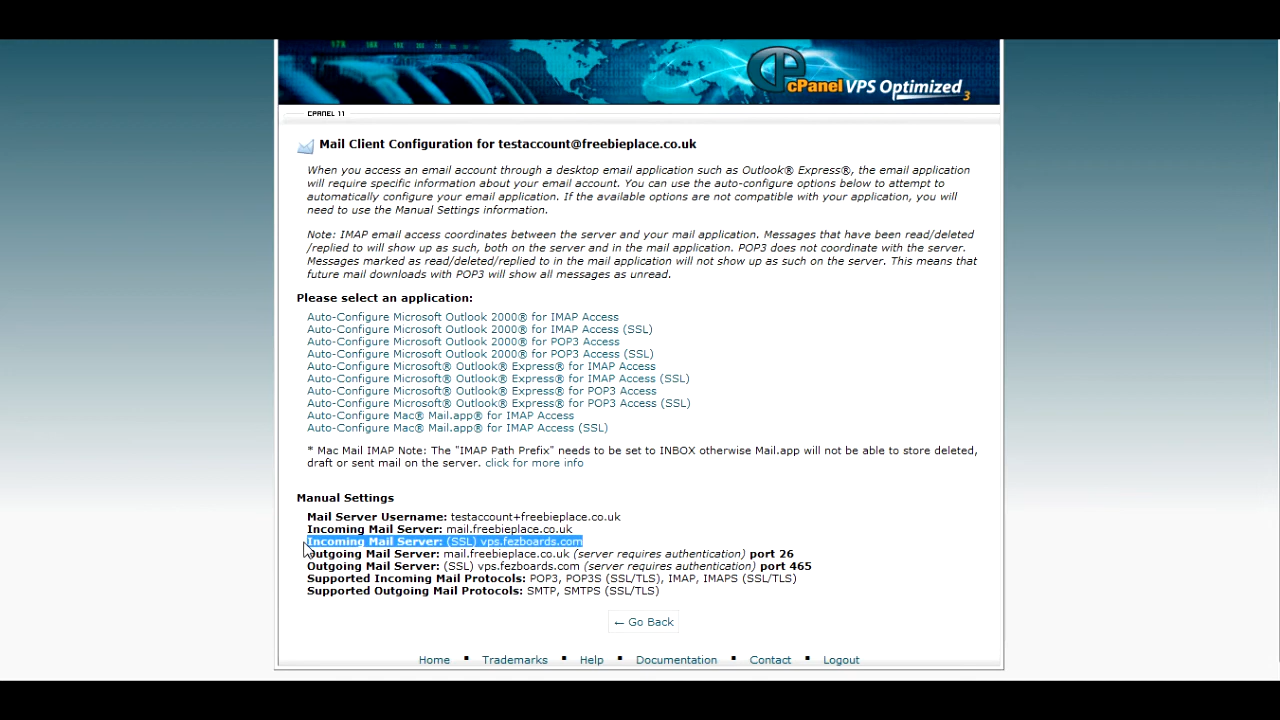 cPanel VPS Optimized 3
CPANEL 11
Mail Client Configuration for testaccount@freebieplace.co.uk
When you access an email account through a desktop email application such as Outlook® Express®, the email application
will require specific information about your email account. You can use the auto-configure options below to attempt to
automatically configure your email application. If the available options are not compatible with your application, you will
need to use the Manual Settings information.
Note: IMAP email access coordinates between the server and your mail application. Messages that have been read/deleted
/replied to will show up as such, both on the server and in the mail application. POP3 does not coordinate with the server.
Messages marked as read/deleted/replied to in the mail application will not show up as such on the server. This means that
future mail downloads with POP3 will show all messages as unread.
Please select an application:
Auto-Configure Microsoft Outlook 2000® for IMAP Access
Auto-Configure Microsoft Outlook 2000® for IMAP Access (SSL)
Auto-Configure Microsoft Outlook 2000® for POP3 Access
Auto-Configure Microsoft Outlook 2000® for POP3 Access (SSL)
Auto-Configure Microsoft® Outlook® Express® for IMAP Access
Auto-Configure Microsoft® Outlook® Express® for IMAP Access (SSL)
Auto-Configure Microsoft® Outlook® Express® for POP3 Access
Auto-Configure Microsoft® Outlook® Express® for POP3 Access (SSL)
Auto-Configure Mac® Mail.app® for IMAP Access
Auto-Configure Mac® Mail.app® for IMAP Access (SSL)
* Mac Mail IMAP Note: The "IMAP Path Prefix" needs to be set to INBOX otherwise Mail.app will not be able to store deleted,
draft or sent mail on the server. click for more info
Manual Settings
Mail Server Username: testaccount+freebieplace.co.uk
Incoming Mail Server: mail.freebieplace.co.uk
Incoming Mail Server: (SSL) vps.fezboards.com
Outgoing Mail Server: mail.freebieplace.co.uk (server requires authentication) port 26
Outgoing Mail Server: (SSL) vps.fezboards.com (server requires authentication) port 465
Supported Incoming Mail Protocols: POP3, POP3S (SSL/TLS), IMAP, IMAPS (SSL/TLS)
Supported Outgoing Mail Protocols: SMTP, SMTPS (SSL/TLS)
← Go Back
Home ▪ Trademarks ▪ Help ▪ Documentation ▪ Contact ▪ Logout